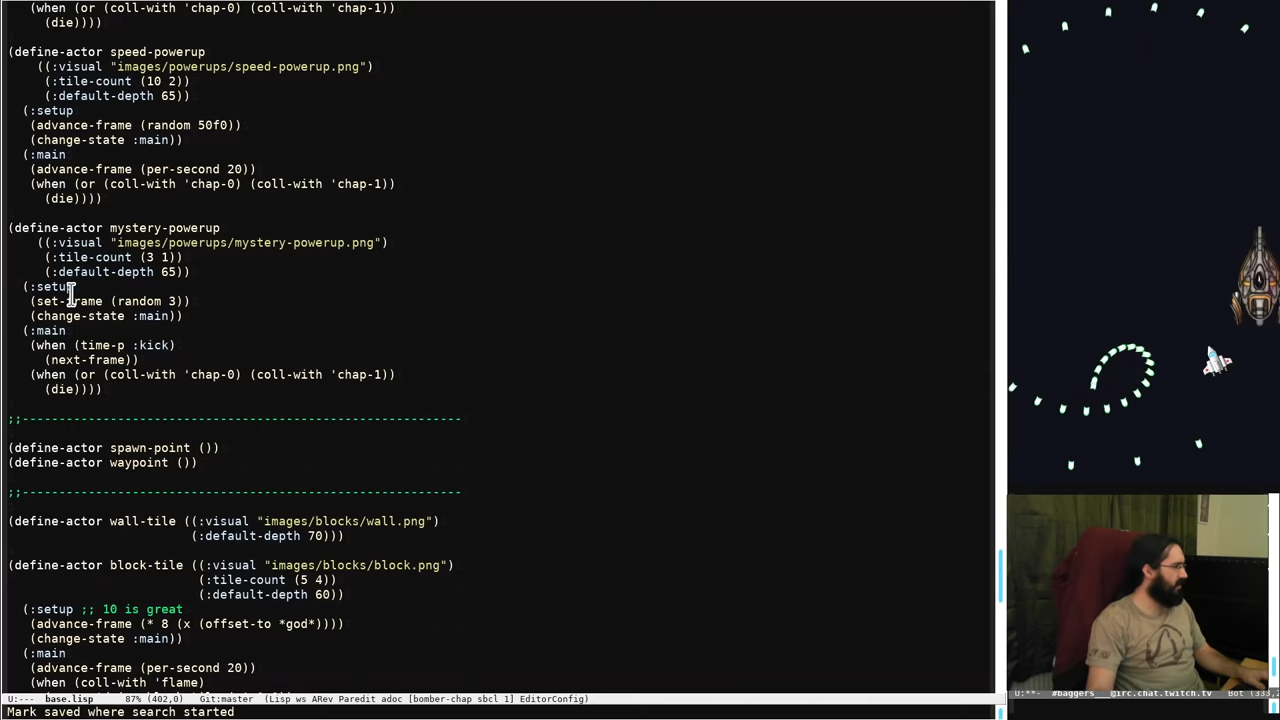 (when (or (coll-with 'chap-0) (coll-with 'chap-1))
(die))))
(define-actor speed-powerup
((:visual "images/powerups/speed-powerup.png")
(:tile-count (10 2))
(:default-depth 65))
(:setup
(advance-frame (random 50f0))
(change-state :main))
(:main
(advance-frame (per-second 20))
(when (or (coll-with 'chap-0) (coll-with 'chap-1))
(die))))
(define-actor mystery-powerup
((:visual "images/powerups/mystery-powerup.png")
(:tile-count (3 1))
(:default-depth 65))
(:setup
(set-frame (random 3))
(change-state :main))
(:main
(when (time-p :kick)
(next-frame))
(when (or (coll-with 'chap-0) (coll-with 'chap-1))
(die))))
;;------------------------------------------------------------
(define-actor spawn-point ())
(define-actor waypoint ())
;;------------------------------------------------------------
(define-actor wall-tile ((:visual "images/blocks/wall.png")
(:default-depth 70)))
(define-actor block-tile ((:visual "images/blocks/block.png")
(:tile-count (5 4))
(:default-depth 60))
(:setup ;; 10 is great
(advance-frame (* 8 (x (offset-to *god*))))
(change-state :main))
(:main
(advance-frame (per-second 20))
(when (coll-with 'flame)
U:--- base.lisp 87% (402,0) Git:master (Lisp ws ARev Paredit adoc [bomber-chap sbcl 1] EditorConfig)
U:**- #baggers___@irc.chat.twitch.tv Bot (333,
Mark saved where search started